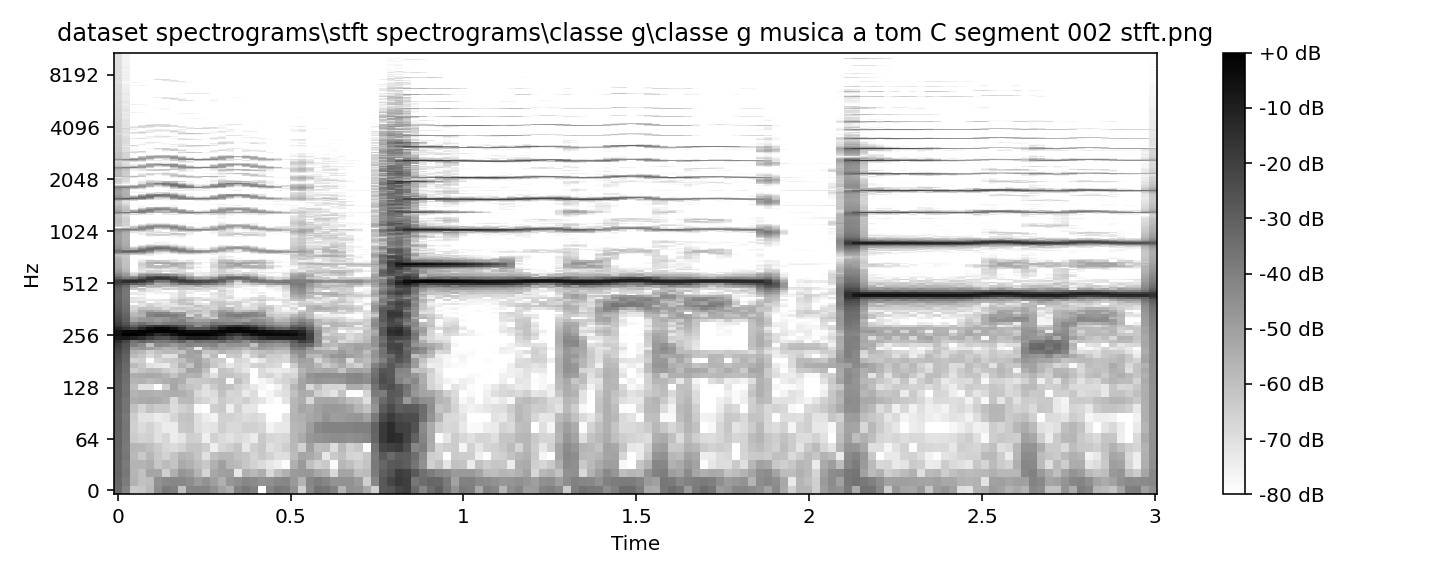 dataset spectrograms\stft spectrograms\classe g\classe g musica a tom C segment 002 stft.png
8192
4096
2048
1024
512
256
128
64
0
Hz
0
0.5
1
1.5
2
2.5
3
Time
+0 dB
-10 dB
-20 dB
-30 dB
-40 dB
-50 dB
-60 dB
-70 dB
-80 dB